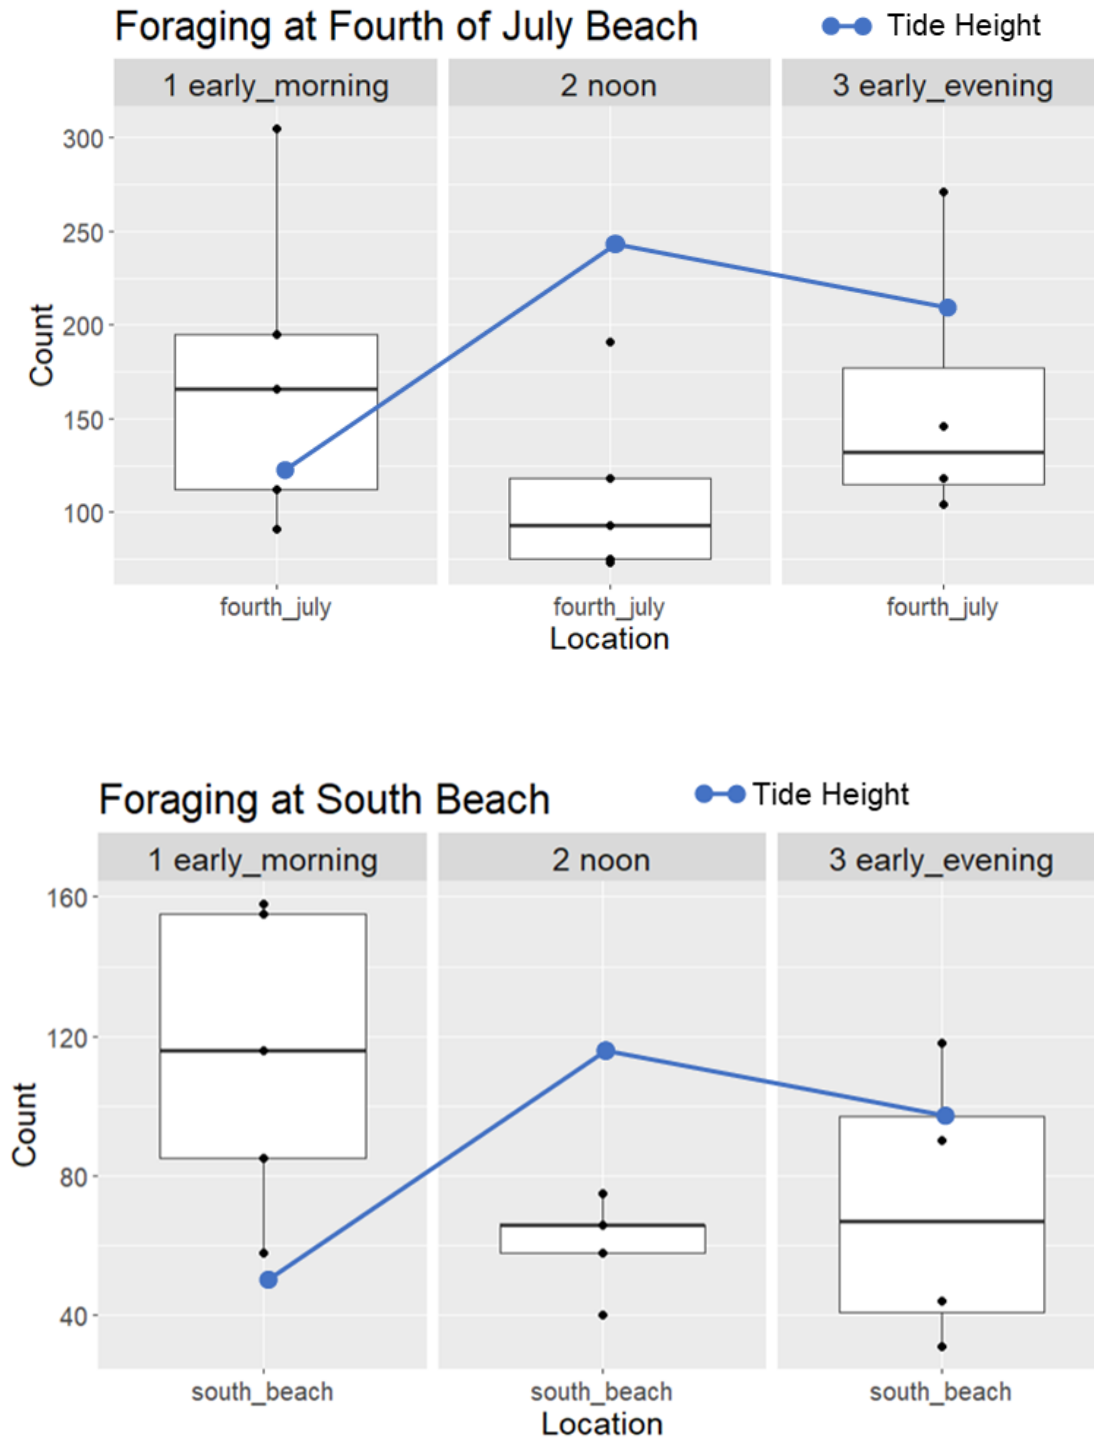 Foraging at Fourth of July Beach
Tide Height
1 early_morning
2 noon
3 early_evening
300
250
200
150
100
Count
fourth_july
fourth_july
fourth_july
Location
Foraging at South Beach
Tide Height
1 early_morning
2 noon
3 early_evening
160
120
80
40
Count
south_beach
south_beach
south_beach
Location